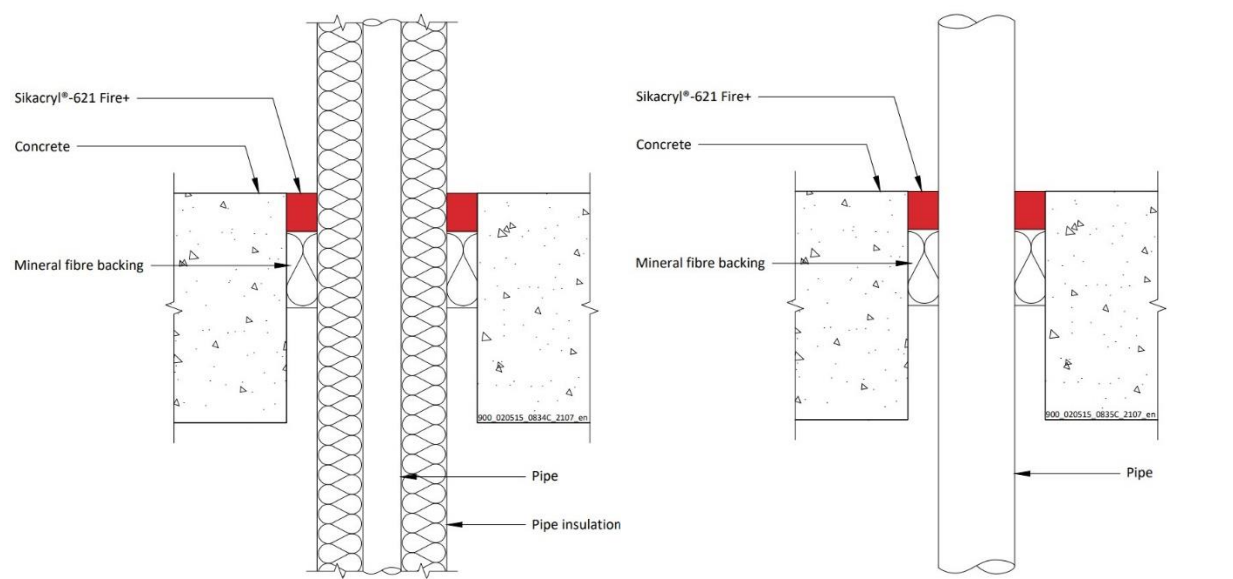 Sikacryl®-621 Fire+
Concrete
Mineral fibre backing
900_020515_0834C_2107_en
Pipe
Pipe insulation
Sikacryl®-621 Fire+
Concrete
Mineral fibre backing
900_020515_0835C_2107_en
Pipe